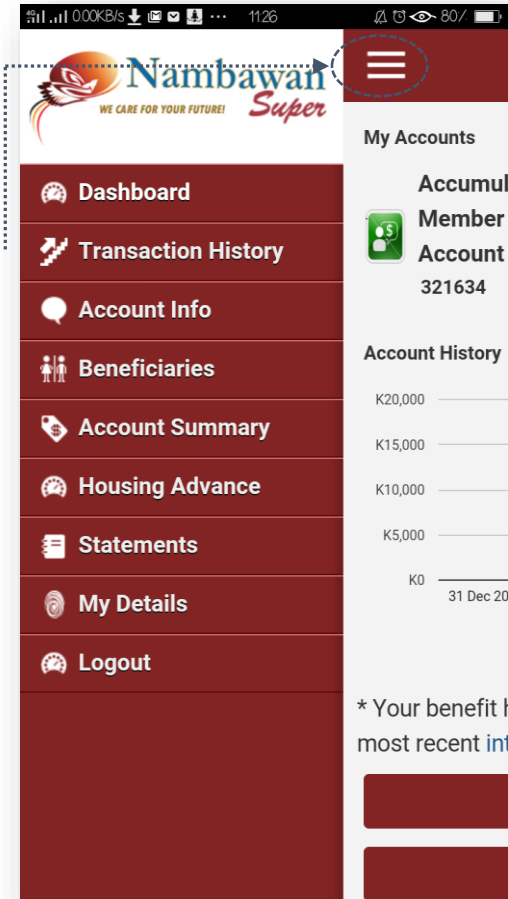 4G 0.00KB/s ··· 11:26 80%
Nambawan
Super
WE CARE FOR YOUR FUTURE!
Dashboard
Transaction History
Account Info
Beneficiaries
Account Summary
Housing Advance
Statements
My Details
Logout
My Accounts
Accumul
Member
Account
321634
Account History
K20,000
K15,000
K10,000
K5,000
K0
31 Dec 20
* Your benefit h
most recent int